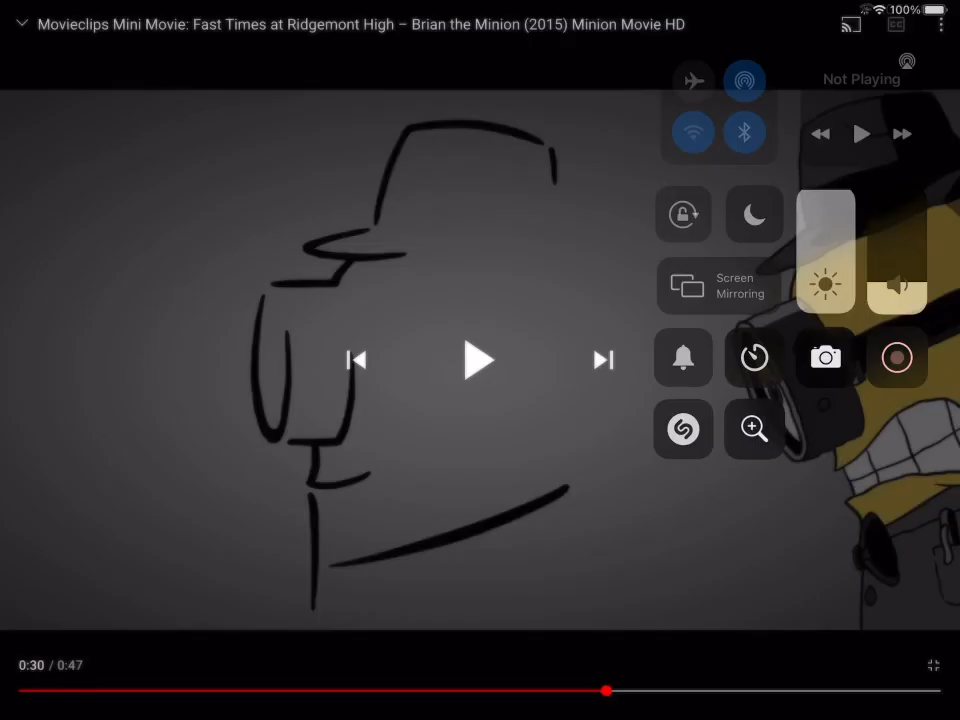 Movieclips Mini Movie: Fast Times at Ridgemont High – Brian the Minion (2015) Minion Movie HD
100%
CC
Not Playing
Screen
Mirroring
0:30 / 0:47